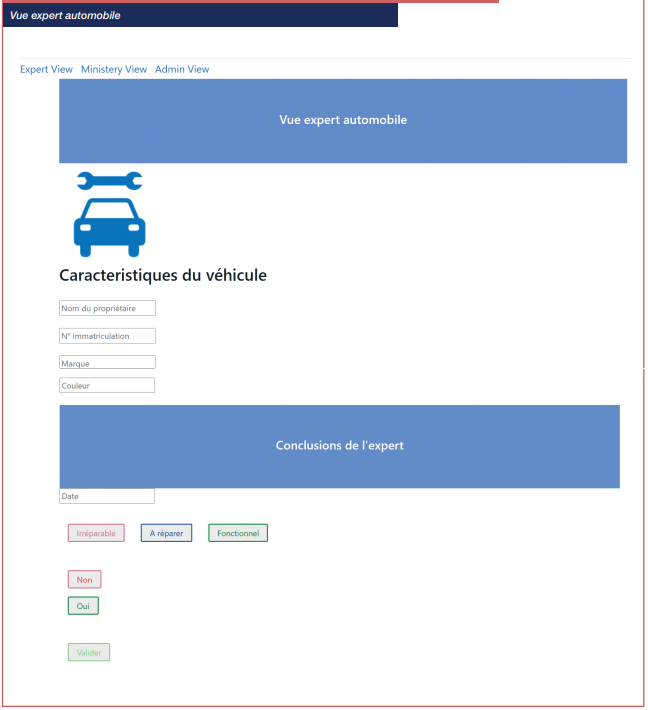 Vue expert automobile
Expert View Ministery View Admin View
Vue expert automobile
Caracteristiques du véhicule
Nom du propriétaire
N° immatriculation
Marque
Couleur
Conclusions de l'expert
Date
Irréparable A réparer Fonctionnel
Non
Oui
Valider